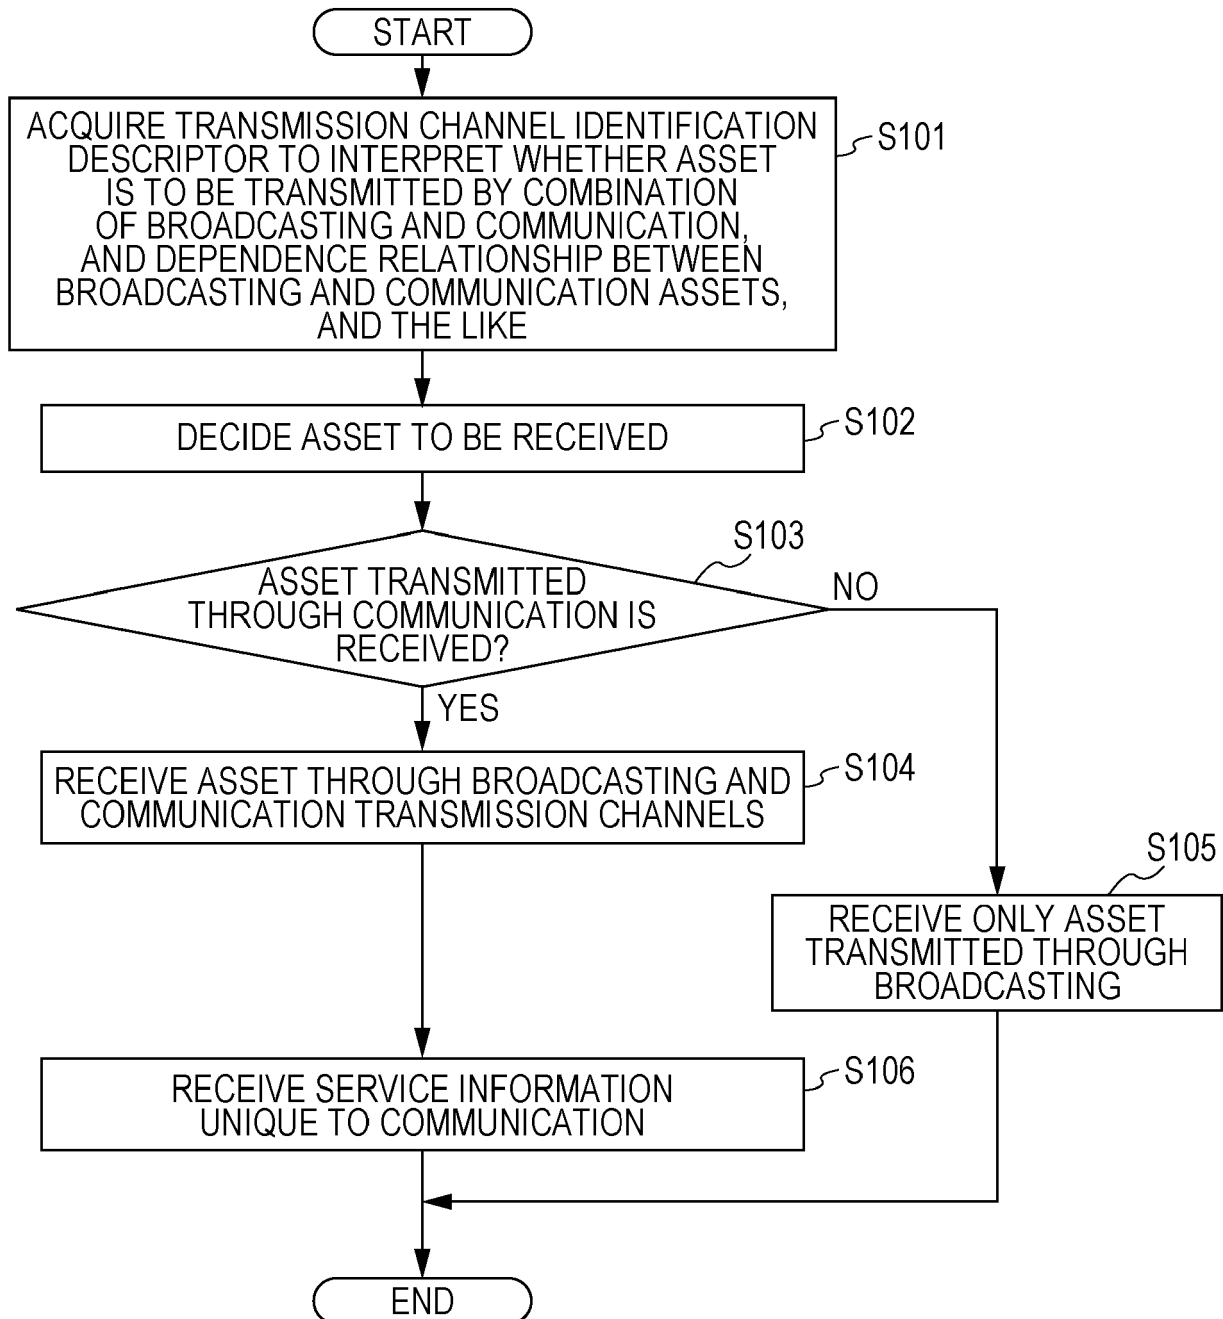 START
ACQUIRE TRANSMISSION CHANNEL IDENTIFICATION
DESCRIPTOR TO INTERPRET WHETHER ASSET
IS TO BE TRANSMITTED BY COMBINATION
OF BROADCASTING AND COMMUNICATION,
AND DEPENDENCE RELATIONSHIP BETWEEN
BROADCASTING AND COMMUNICATION ASSETS,
AND THE LIKE
S101
DECIDE ASSET TO BE RECEIVED
S102
S103
ASSET TRANSMITTED
THROUGH COMMUNICATION IS
RECEIVED?
NO
YES
RECEIVE ASSET THROUGH BROADCASTING AND
COMMUNICATION TRANSMISSION CHANNELS
S104
S105
RECEIVE ONLY ASSET
TRANSMITTED THROUGH
BROADCASTING
RECEIVE SERVICE INFORMATION
UNIQUE TO COMMUNICATION
S106
END